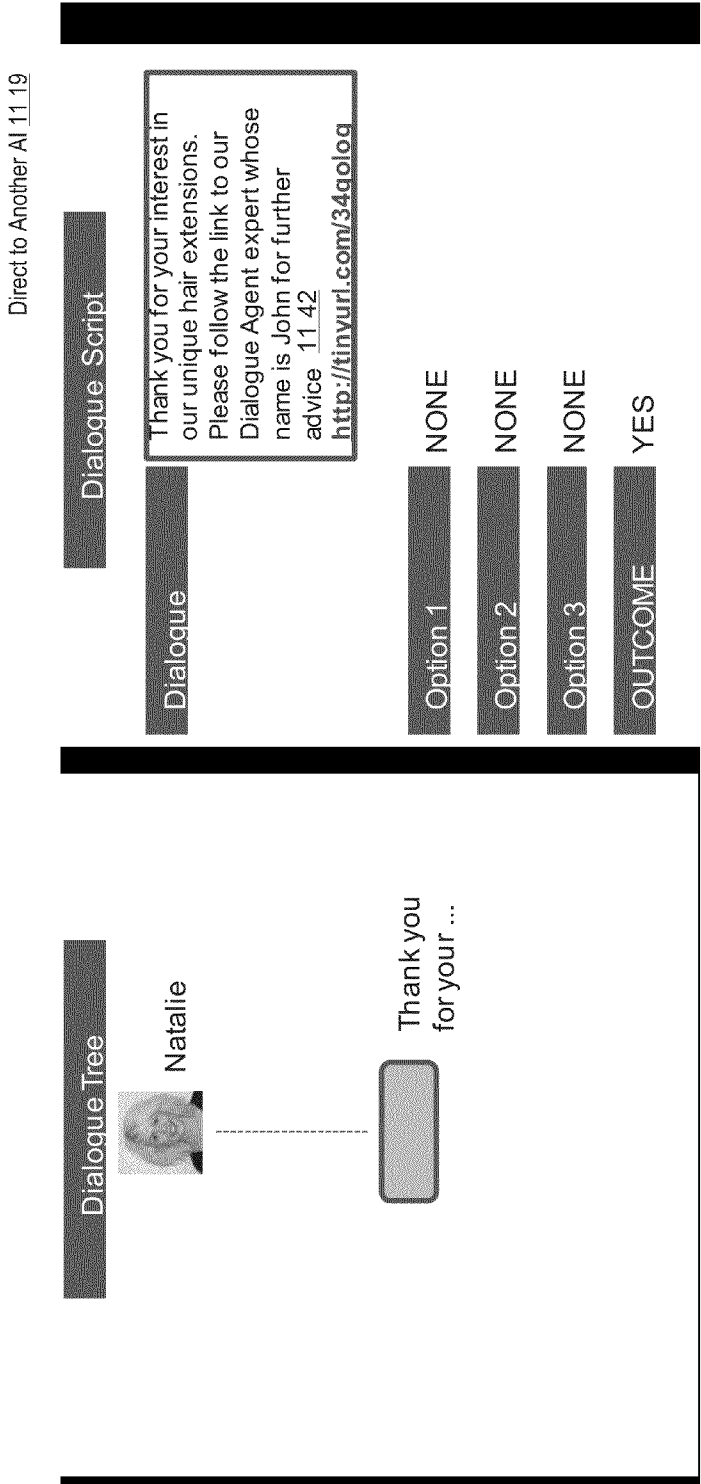 Direct to Another AI 11 19
Dialogue Tree
Natalie
Thank you
for your ...
Dialogue Script
Dialogue
Thank you for your interest in
our unique hair extensions.
Please follow the link to our
Dialogue Agent expert whose
name is John for further
advice 11 42
http://tinyurl.com/34qoloq
Option 1 NONE
Option 2 NONE
Option 3 NONE
OUTCOME YES